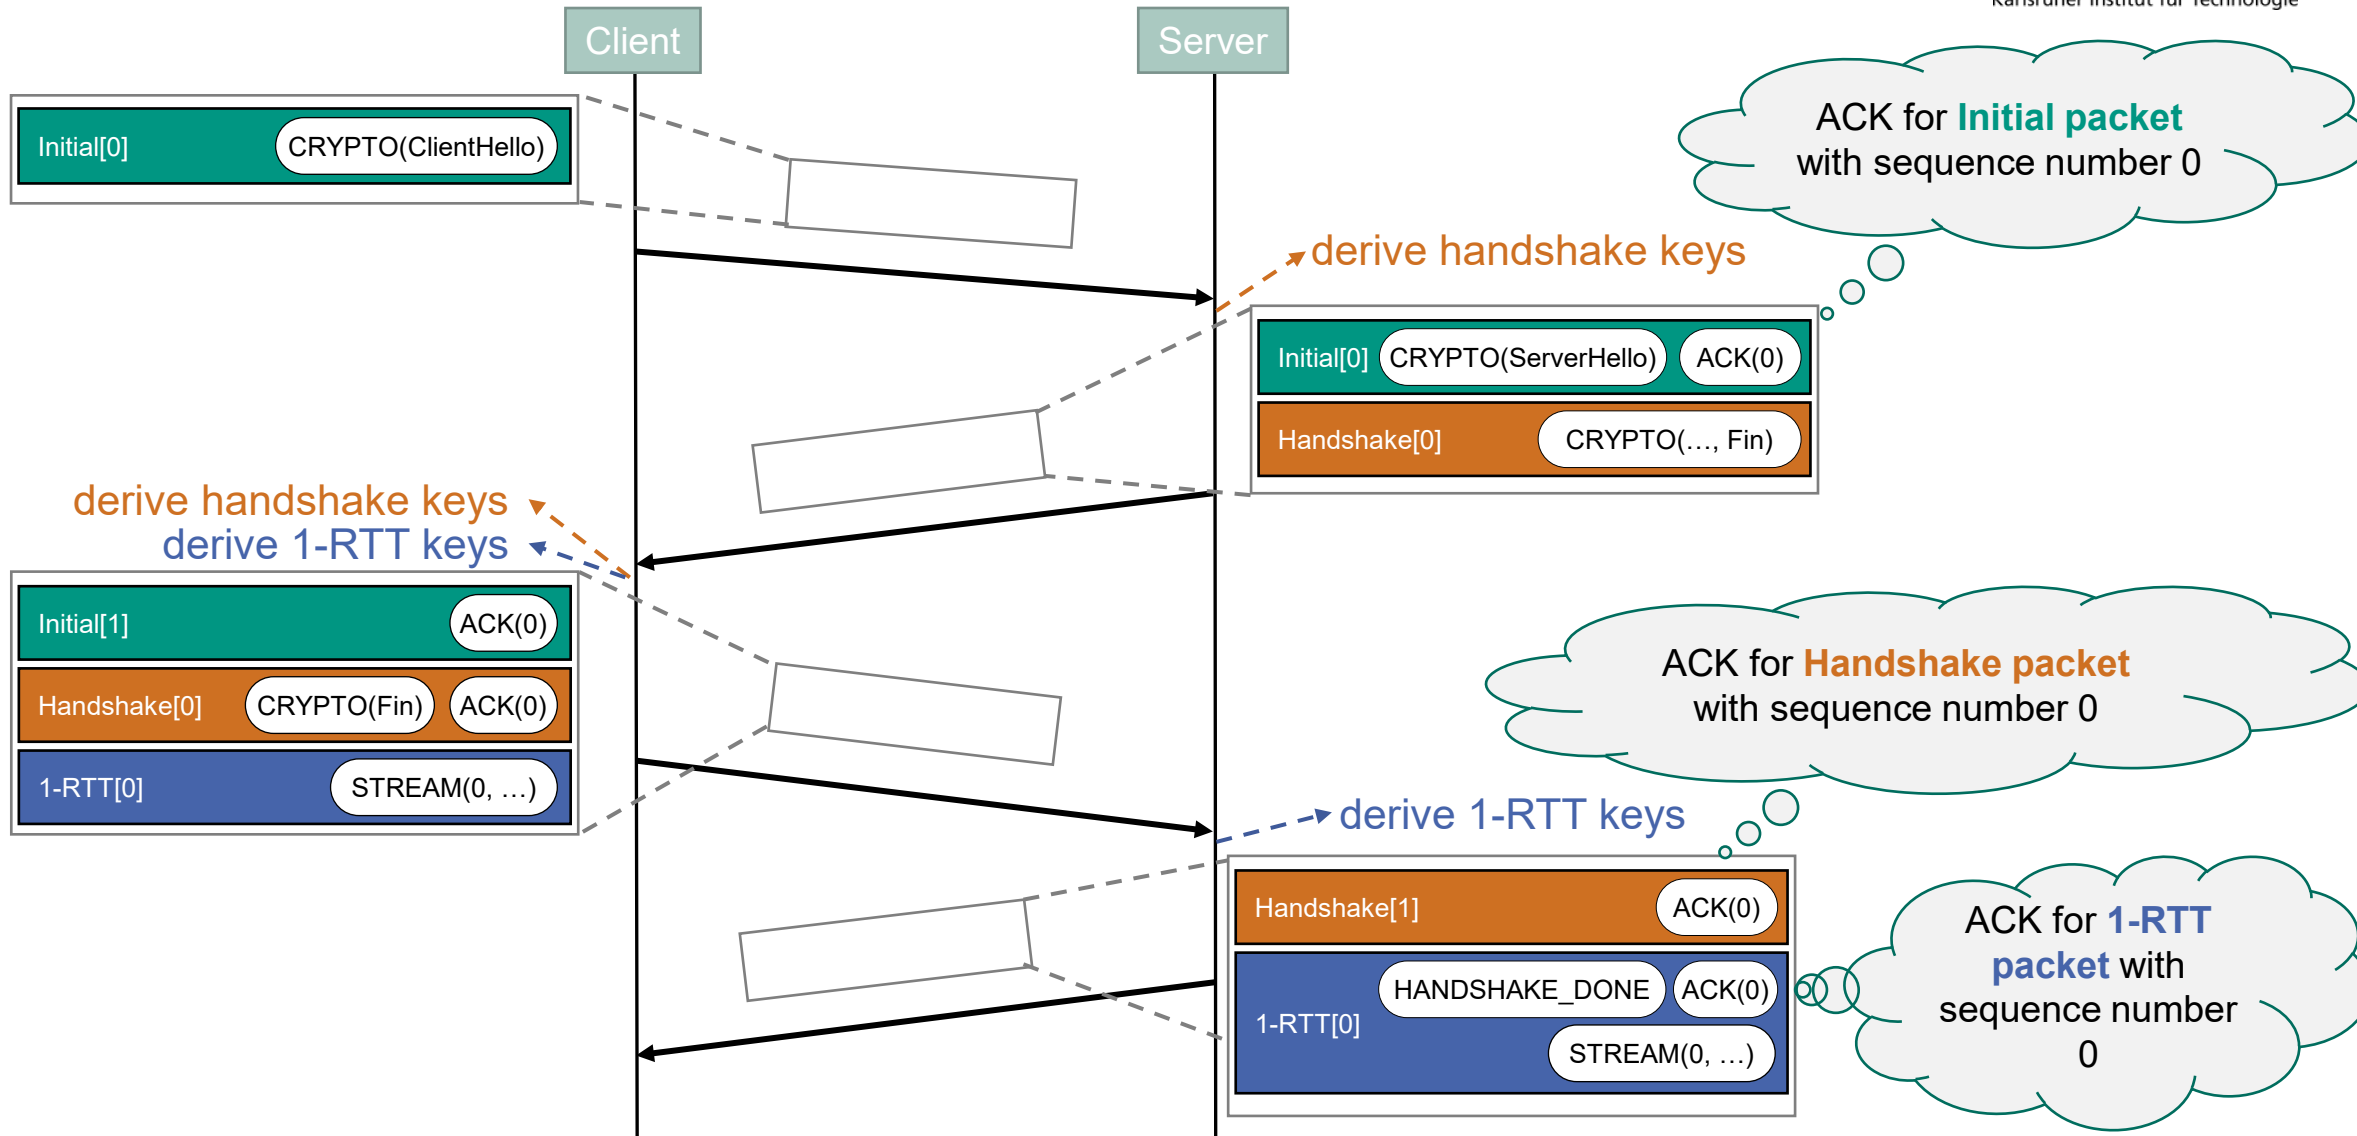 Karlsruher Institut für Technologie
Client
Server
Initial[0] CRYPTO(ClientHello)
ACK for Initial packet
with sequence number 0
derive handshake keys
Initial[0] CRYPTO(ServerHello) ACK(0)
Handshake[0] CRYPTO(…, Fin)
derive handshake keys
derive 1-RTT keys
Initial[1] ACK(0)
Handshake[0] CRYPTO(Fin) ACK(0)
1-RTT[0] STREAM(0, …)
ACK for Handshake packet
with sequence number 0
derive 1-RTT keys
Handshake[1] ACK(0)
HANDSHAKE_DONE ACK(0)
1-RTT[0]
STREAM(0, …)
ACK for 1-RTT
packet with
sequence number
0